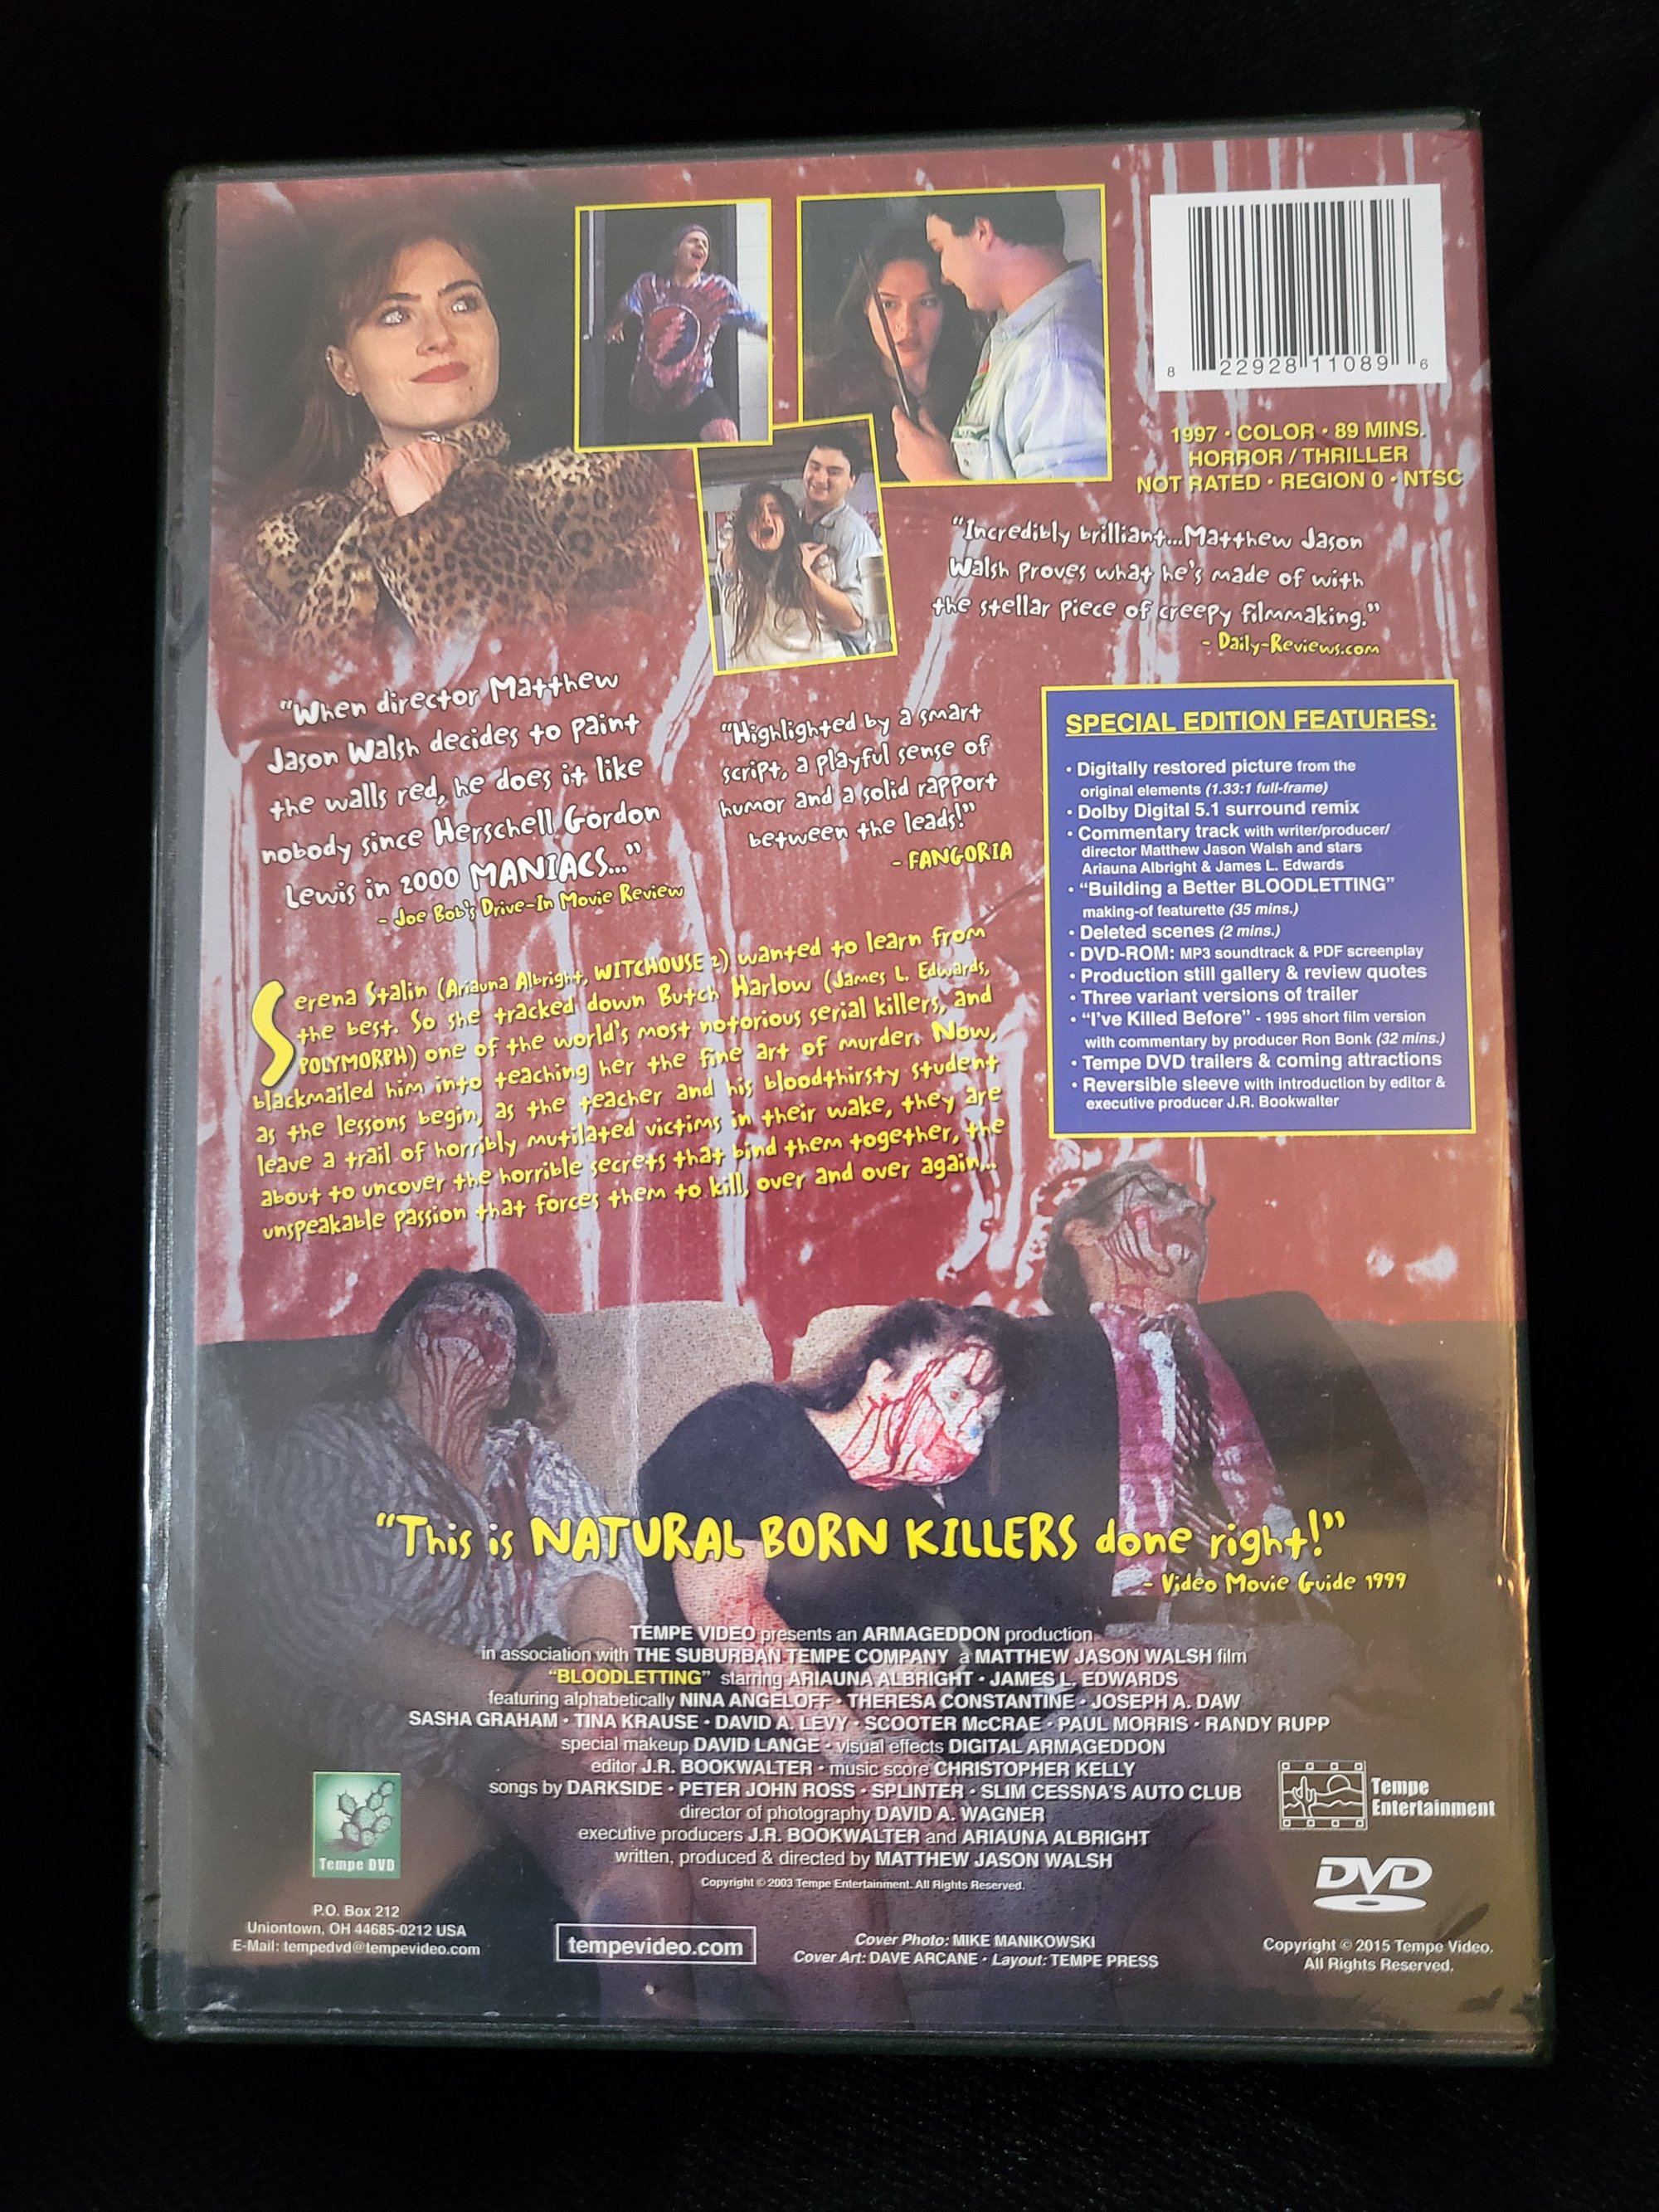 8 22928 11089 6
1997 • COLOR • 89 MINS.
HORROR / THRILLER
NOT RATED • REGION 0 • NTSC
"Incredibly brilliant...Matthew Jason
Walsh proves what he's made of with
the stellar piece of creepy filmmaking."
- Daily-Reviews.com
"When director Matthew
Jason Walsh decides to paint
the walls red, he does it like
nobody since Herschell Gordon
Lewis in 2000 MANIACS..."
- Joe Bob's Drive-In Movie Review
"Highlighted by a smart
script, a playful sense of
humor and a solid rapport
between the leads!"
- FANGORIA
SPECIAL EDITION FEATURES:
• Digitally restored picture from the
original elements (1.33:1 full-frame)
• Dolby Digital 5.1 surround remix
• Commentary track with writer/producer/
director Matthew Jason Walsh and stars
Ariauna Albright & James L. Edwards
• "Building a Better BLOODLETTING"
making-of featurette (35 mins.)
• Deleted scenes (2 mins.)
• DVD-ROM: MP3 soundtrack & PDF screenplay
• Production still gallery & review quotes
• Three variant versions of trailer
• "I've Killed Before" - 1995 short film version
with commentary by producer Ron Bonk (32 mins.)
• Tempe DVD trailers & coming attractions
• Reversible sleeve with introduction by editor &
executive producer J.R. Bookwalter
Serena Stalin (Ariauna Albright, WITCHOUSE 2) wanted to learn from
the best. So she tracked down Butch Harlow (James L. Edwards,
POLYMORPH) one of the world's most notorious serial killers, and
blackmailed him into teaching her the fine art of murder. Now,
as the lessons begin, as the teacher and his bloodthirsty student
leave a trail of horribly mutilated victims in their wake, they are
about to uncover the horrible secrets that bind them together, the
unspeakable passion that forces them to kill, over and over again...
"This is NATURAL BORN KILLERS done right!"
- Video Movie Guide 1999
TEMPE VIDEO presents an ARMAGEDDON production
in association with THE SUBURBAN TEMPE COMPANY a MATTHEW JASON WALSH film
"BLOODLETTING" starring ARIAUNA ALBRIGHT • JAMES L. EDWARDS
featuring alphabetically NINA ANGELOFF • THERESA CONSTANTINE • JOSEPH A. DAW
SASHA GRAHAM • TINA KRAUSE • DAVID A. LEVY • SCOOTER McCRAE • PAUL MORRIS • RANDY RUPP
special makeup DAVID LANGE • visual effects DIGITAL ARMAGEDDON
editor J.R. BOOKWALTER • music score CHRISTOPHER KELLY
songs by DARKSIDE • PETER JOHN ROSS • SPLINTER • SLIM CESSNA'S AUTO CLUB
director of photography DAVID A. WAGNER
executive producers J.R. BOOKWALTER and ARIAUNA ALBRIGHT
written, produced & directed by MATTHEW JASON WALSH
Copyright © 2003 Tempe Entertainment. All Rights Reserved.
Tempe DVD
P.O. Box 212
Uniontown, OH 44685-0212 USA
E-Mail: tempedvd@tempevideo.com
tempevideo.com
Cover Photo: MIKE MANIKOWSKI
Cover Art: DAVE ARCANE • Layout: TEMPE PRESS
Tempe
Entertainment
DVD
Copyright © 2015 Tempe Video.
All Rights Reserved.